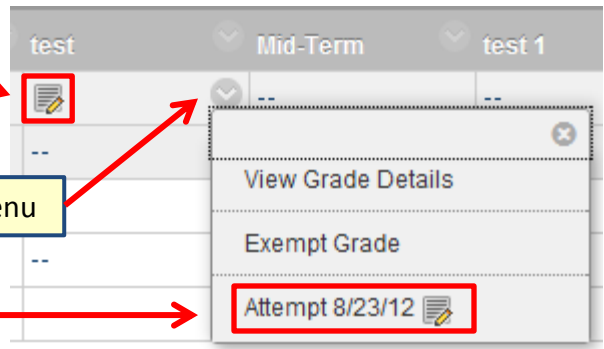 test Mid-Term test 1
-- --
--
View Grade Details
enu
Exempt Grade
--
Attempt 8/23/12